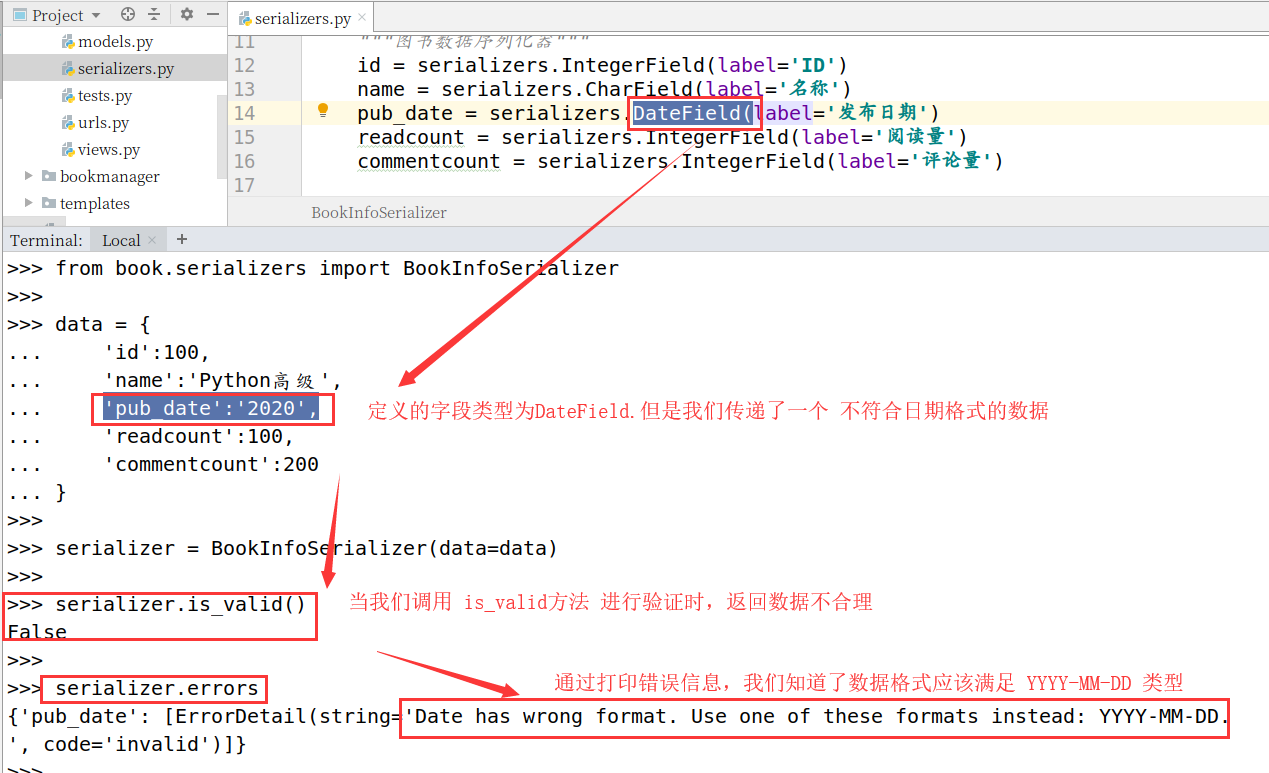 Project
serializers.py
models.py
serializers.py
tests.py
urls.py
views.py
bookmanager
templates
11 """图书数据序列化器"""
12 id = serializers.IntegerField(label='ID')
13 name = serializers.CharField(label='名称')
14 pub_date = serializers.DateField(label='发布日期')
15 readcount = serializers.IntegerField(label='阅读量')
16 commentcount = serializers.IntegerField(label='评论量')
17
BookInfoSerializer
Terminal: Local × +
>>> from book.serializers import BookInfoSerializer
>>>
>>> data = {
... 'id':100,
... 'name':'Python高级',
... 'pub_date':'2020', 定义的字段类型为DateField.但是我们传递了一个 不符合日期格式的数据
... 'readcount':100,
... 'commentcount':200
... }
>>>
>>> serializer = BookInfoSerializer(data=data)
>>>
>>> serializer.is_valid() 当我们调用 is_valid方法 进行验证时，返回数据不合理
False
>>>
通过打印错误信息，我们知道了数据格式应该满足 YYYY-MM-DD 类型
>>> serializer.errors
{'pub_date': [ErrorDetail(string='Date has wrong format. Use one of these formats instead: YYYY-MM-DD.
', code='invalid')]}
>>>